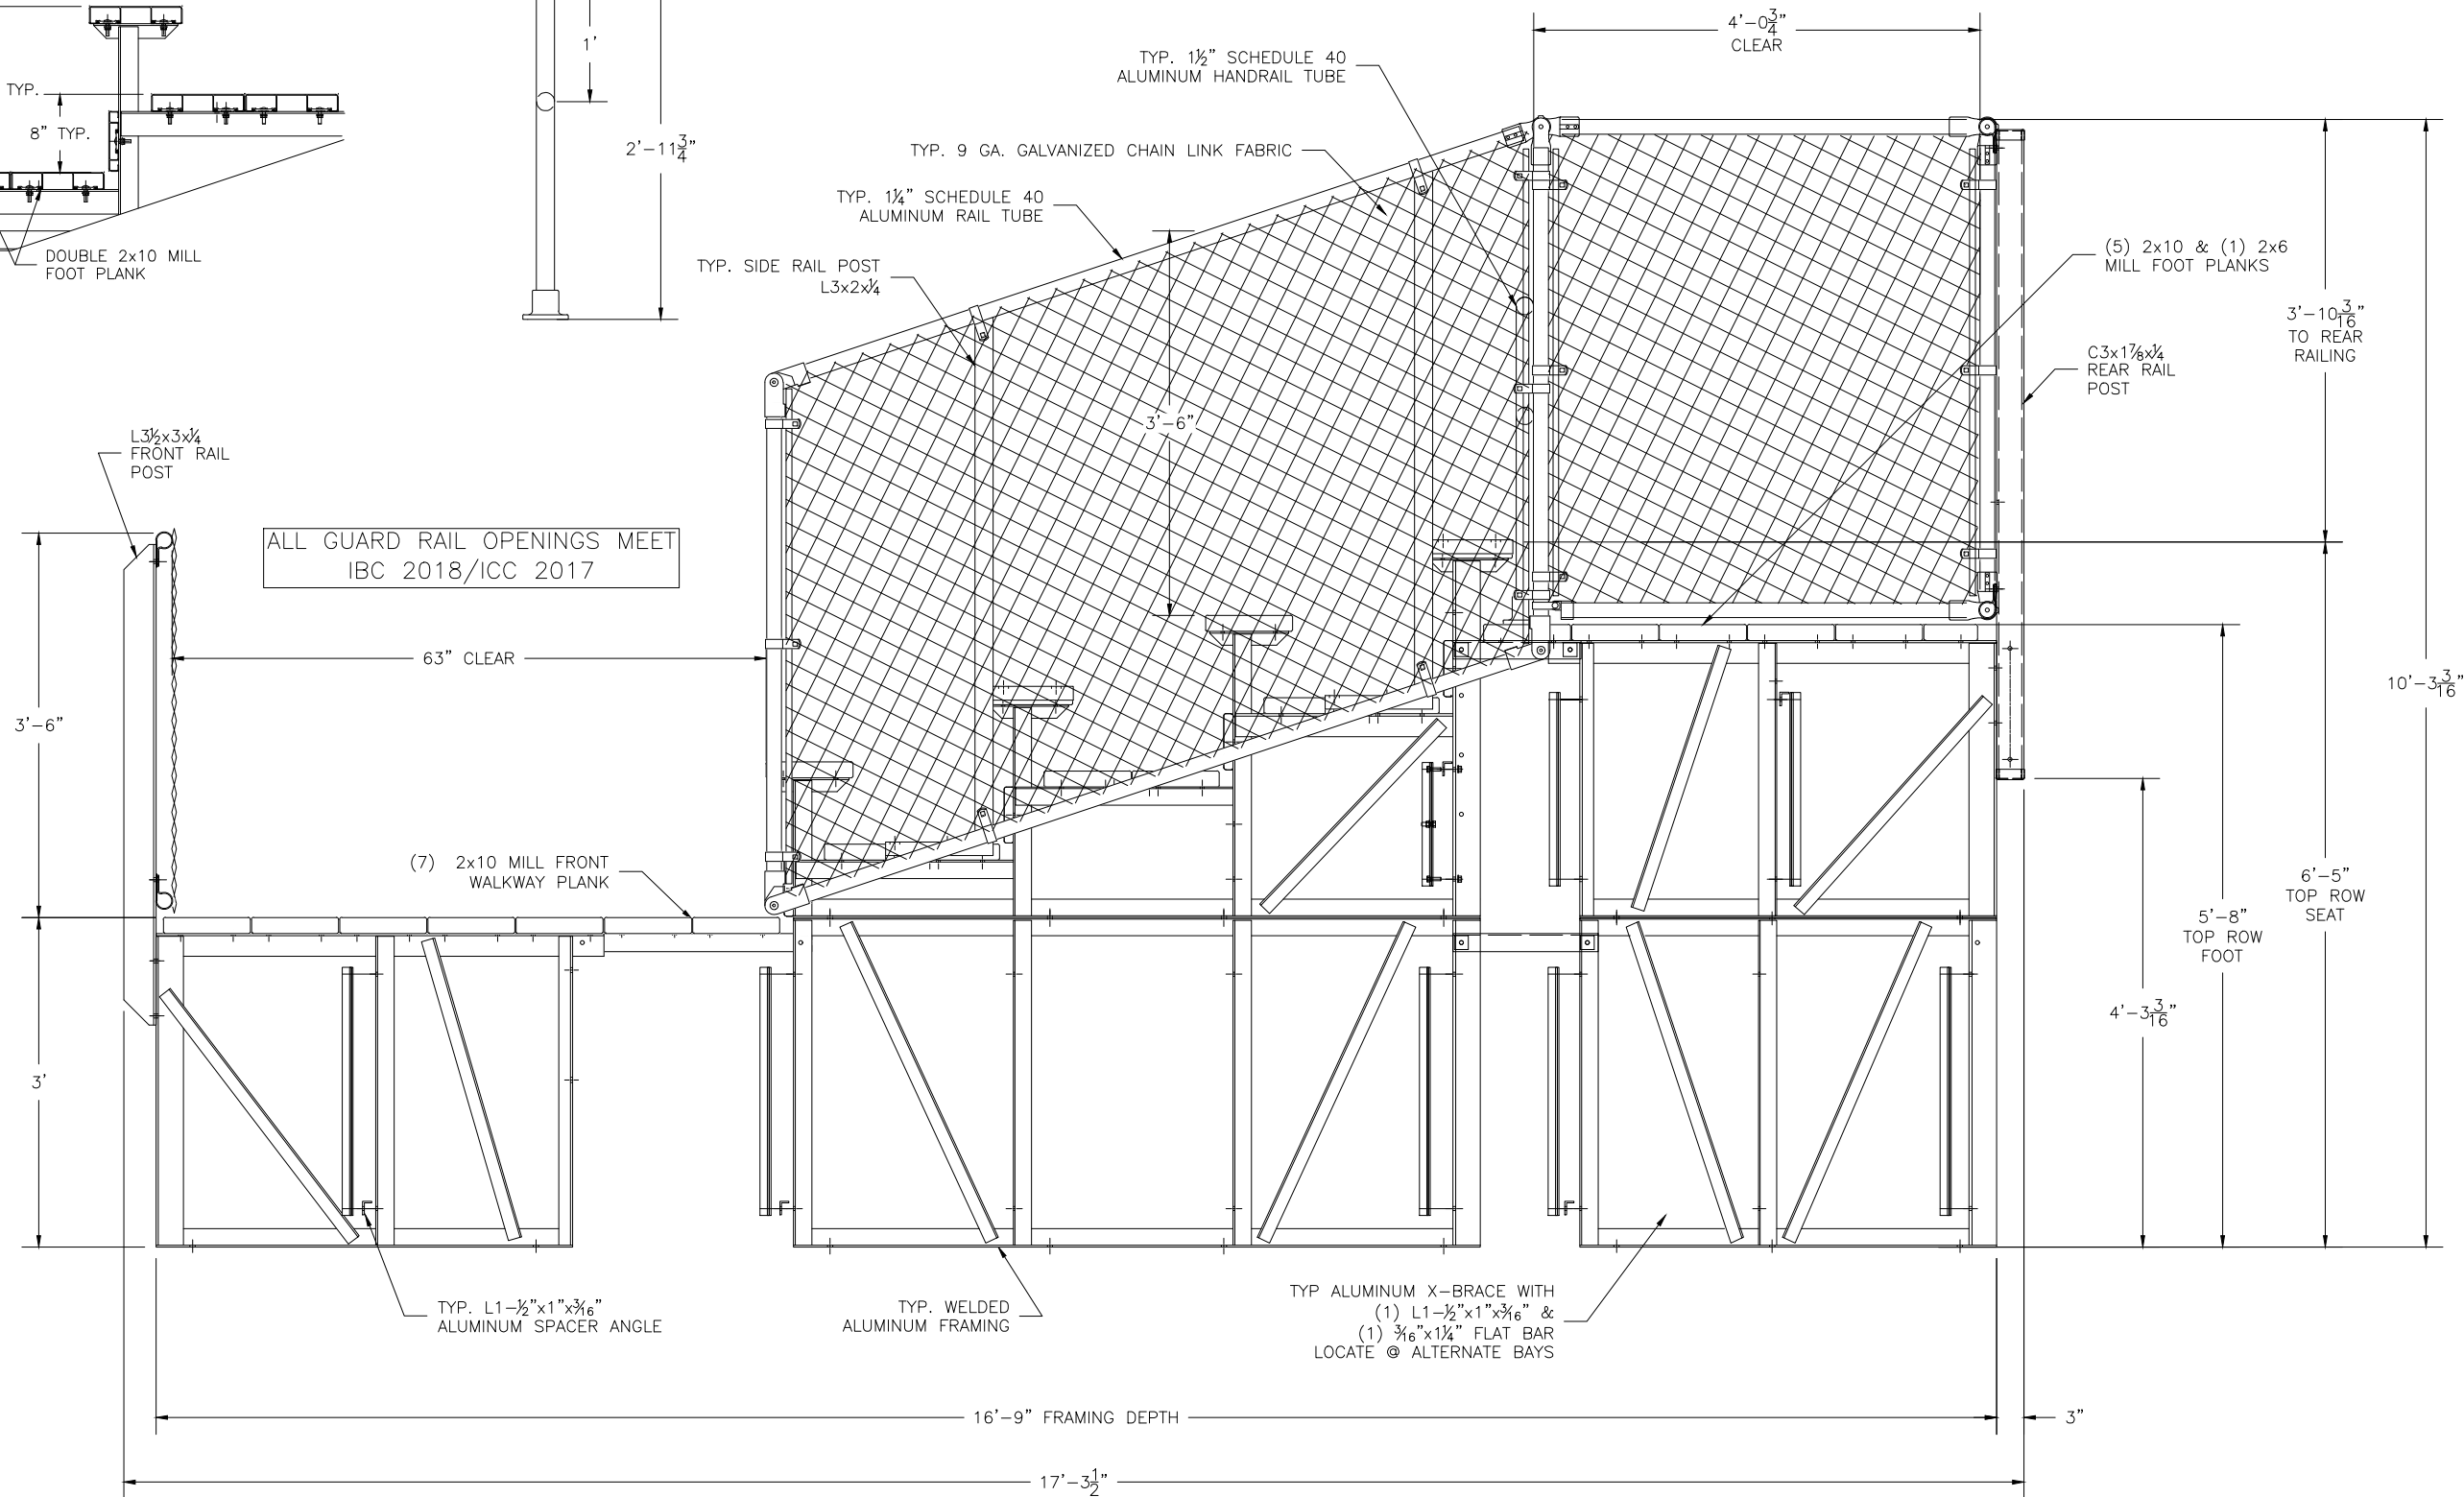 TYP.
8" TYP.
DOUBLE 2x10 MILL
FOOT PLANK
1'
2'-11 3/4"
4'-0 3/4"
CLEAR
TYP. 1½" SCHEDULE 40
ALUMINUM HANDRAIL TUBE
TYP. 9 GA. GALVANIZED CHAIN LINK FABRIC
TYP. 1¼" SCHEDULE 40
ALUMINUM RAIL TUBE
TYP. SIDE RAIL POST
L3x2x¼
(5) 2x10 & (1) 2x6
MILL FOOT PLANKS
3'-10 3/16"
TO REAR
RAILING
C3x1⅞x¼
REAR RAIL
POST
L3½x3x¼
FRONT RAIL
POST
3'-6"
ALL GUARD RAIL OPENINGS MEET
IBC 2018/ICC 2017
63" CLEAR
3'-6"
10'-3 3/16"
(7) 2x10 MILL FRONT
WALKWAY PLANK
6'-5"
TOP ROW
SEAT
5'-8"
TOP ROW
FOOT
4'-3 3/16"
3'
TYP. L1-½"x1"x3/16"
ALUMINUM SPACER ANGLE
TYP. WELDED
ALUMINUM FRAMING
TYP ALUMINUM X-BRACE WITH
(1) L1-½"x1"x3/16" &
(1) 3/16"x1¼" FLAT BAR
LOCATE @ ALTERNATE BAYS
16'-9" FRAMING DEPTH
3"
17'-3 1/2"